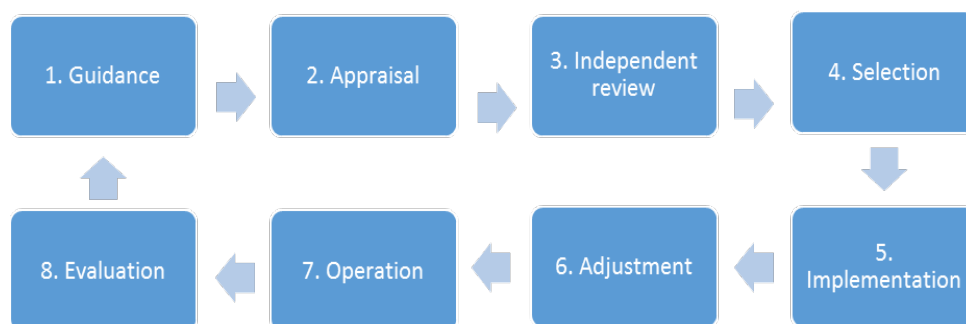 1. Guidance
2. Appraisal
3. Independent
review
4. Selection
5.
Implementation
6. Adjustment
7. Operation
8. Evaluation